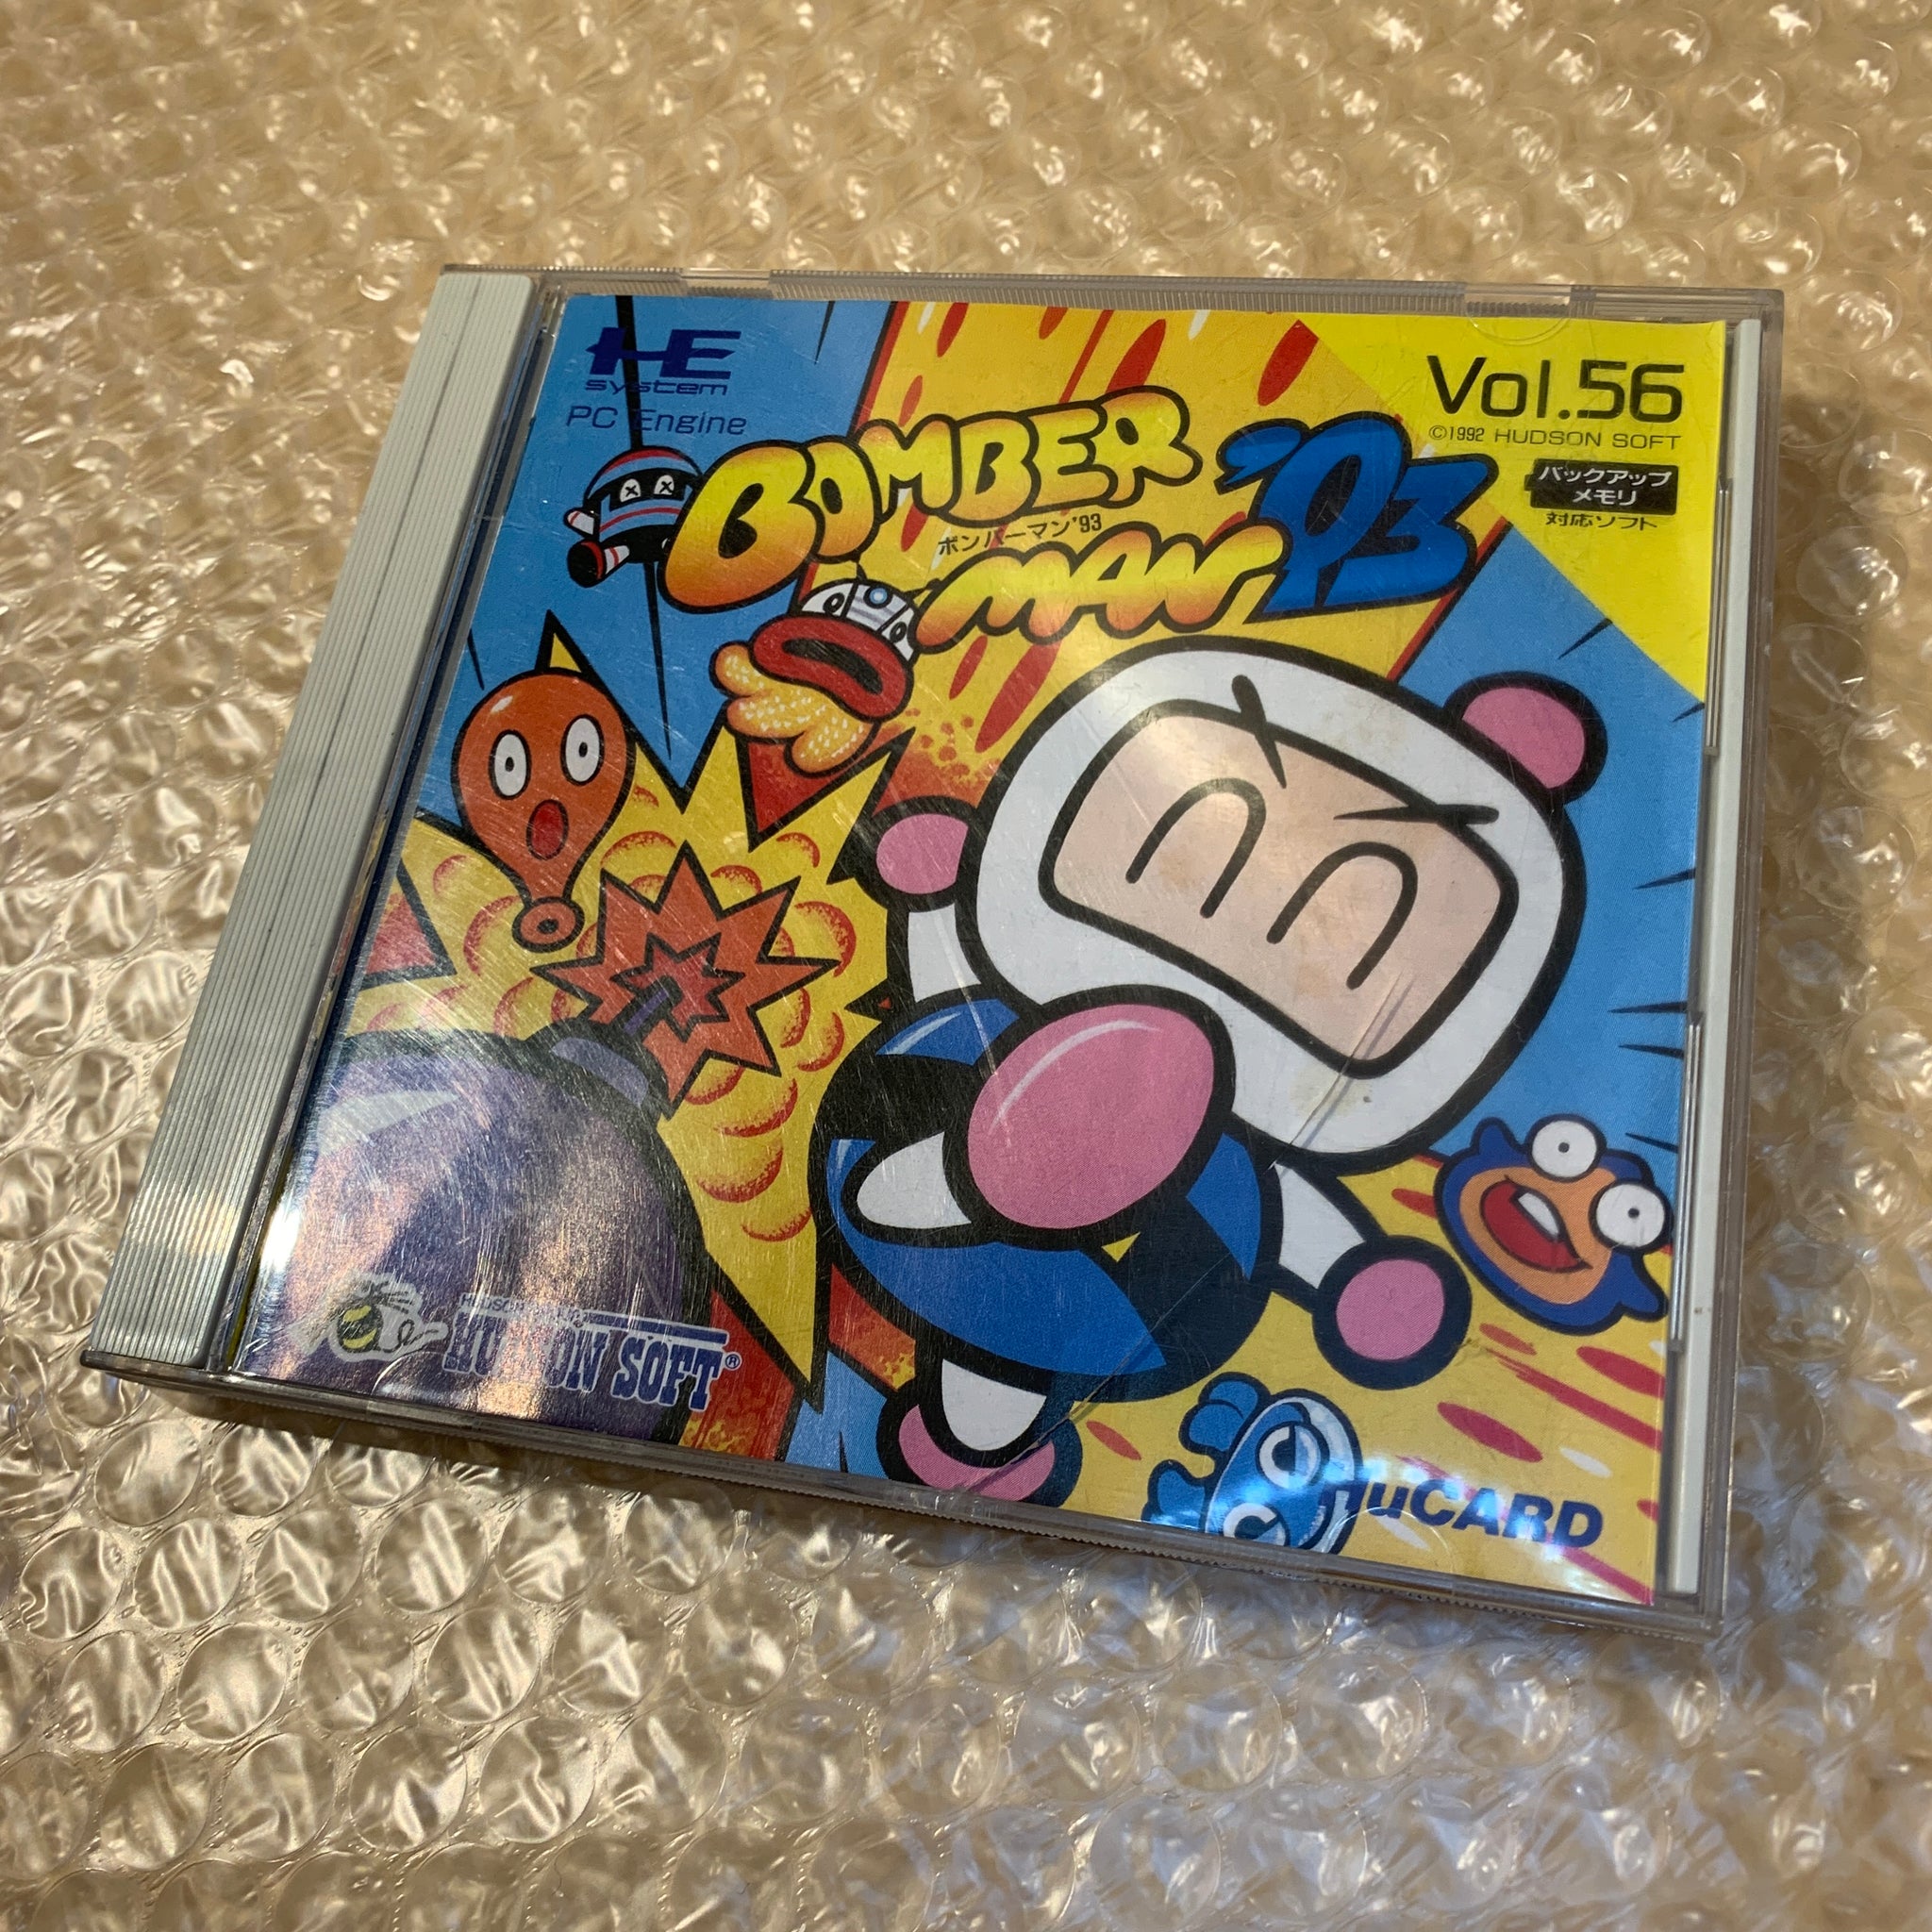 HE
system
PC Engine
Vol.56
©1992 HUDSON SOFT
バックアップ
メモリ
対応ソフト
BOMBER
ボンバーマン'93
MAN '93
HUDSON SOFT®
HuCARD